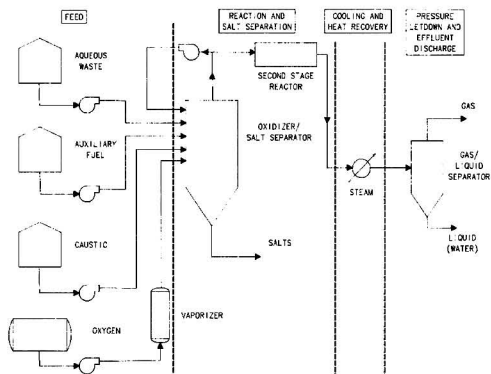 FEED
REACTION AND
SALT SEPARATION
COOLING AND
HEAT RECOVERY
PRESSURE
LETDOWN AND
EFFLUENT
DISCHARGE
AQUEOUS
WASTE
AUXILIARY
FUEL
CAUSTIC
OXYGEN
VAPORIZER
SECOND STAGE
REACTOR
OXIDIZER/
SALT SEPARATOR
SALTS
STEAM
GAS
GAS/
LIQUID
SEPARATOR
LIQUID
(WATER)